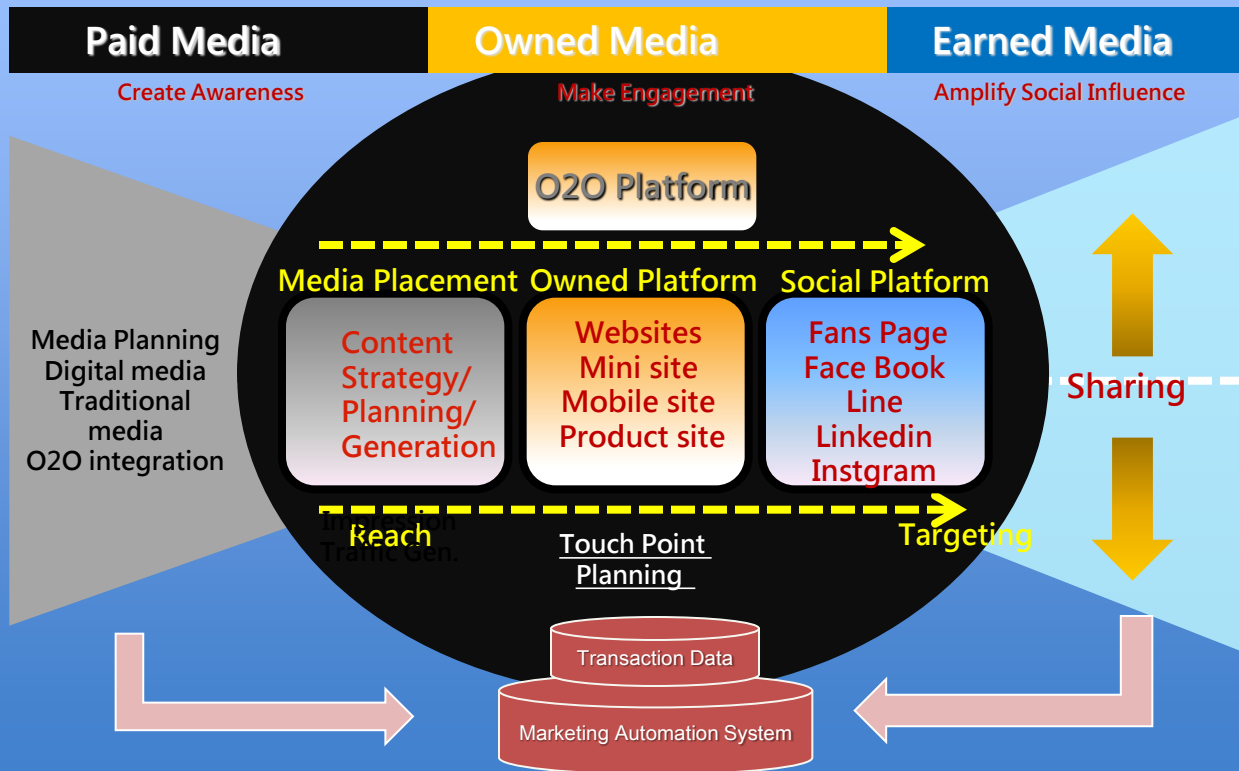 Paid Media
Owned Media
Earned Media
Create Awareness
Make Engagement
Amplify Social Influence
O2O Platform
Media Placement
Owned Platform
Social Platform
Media Planning
Digital media
Traditional
media
O2O integration
Content
Strategy/
Planning/
Generation
Websites
Mini site
Mobile site
Product site
Fans Page
Face Book
Line
Linkedin
Instgram
Sharing
Impression
Traffic Gen.
Reach
Touch Point
Planning
Targeting
Transaction Data
Marketing Automation System